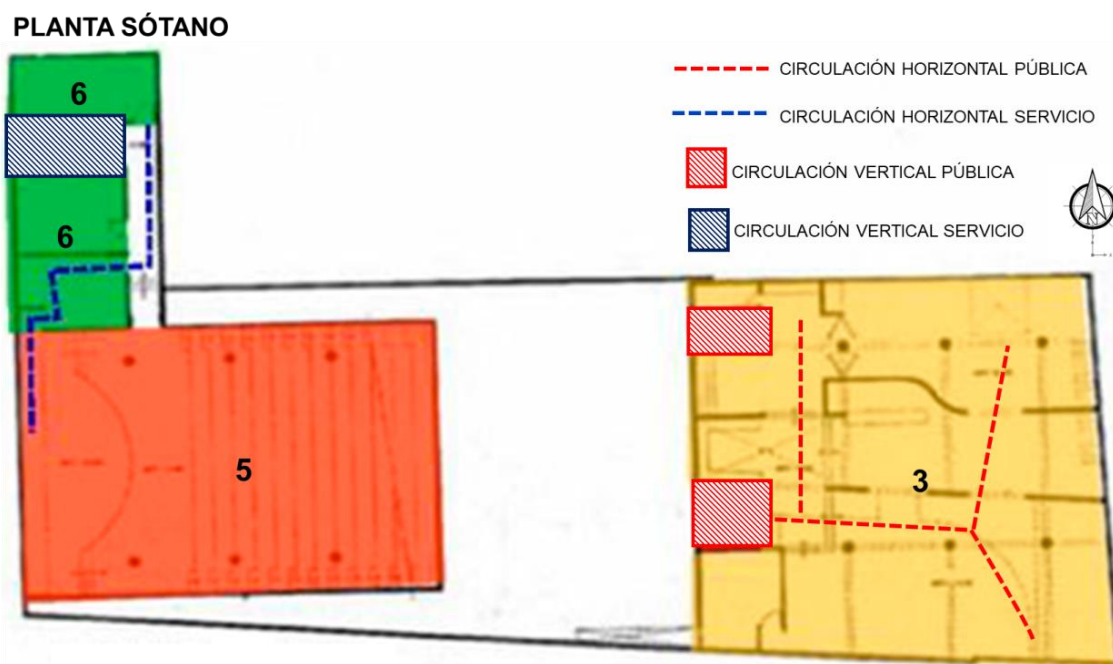 PLANTA SÓTANO
CIRCULACIÓN HORIZONTAL PÚBLICA
CIRCULACIÓN HORIZONTAL SERVICIO
CIRCULACIÓN VERTICAL PÚBLICA
CIRCULACIÓN VERTICAL SERVICIO
N
6
6
5
3